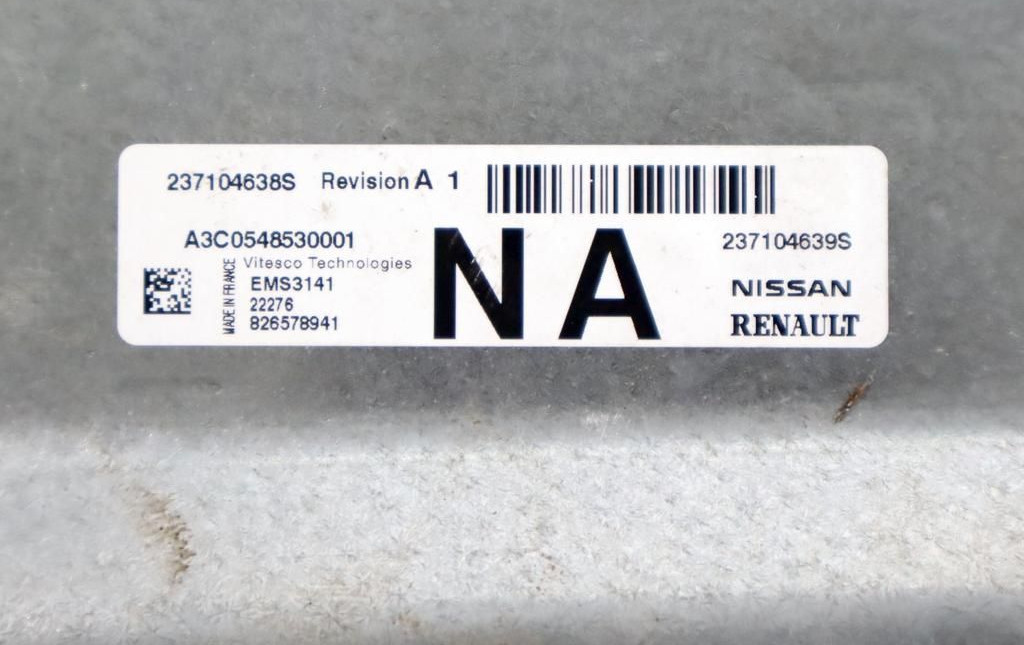 237104638S Revision A 1
A3C0548530001
237104639S
Vitesco Technologies
MADE IN FRANCE
EMS3141
22276
826578941
NA
NISSAN
RENAULT